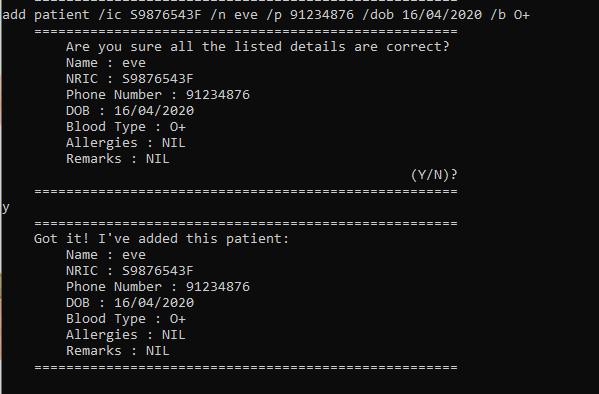 add patient /ic S9876543F /n eve /p 91234876 /dob 16/04/2020 /b O+
=====================================================
Are you sure all the listed details are correct?
Name : eve
NRIC : S9876543F
Phone Number : 91234876
DOB : 16/04/2020
Blood Type : O+
Allergies : NIL
Remarks : NIL
(Y/N)?
=====================================================
y
=====================================================
Got it! I've added this patient:
Name : eve
NRIC : S9876543F
Phone Number : 91234876
DOB : 16/04/2020
Blood Type : O+
Allergies : NIL
Remarks : NIL
=====================================================